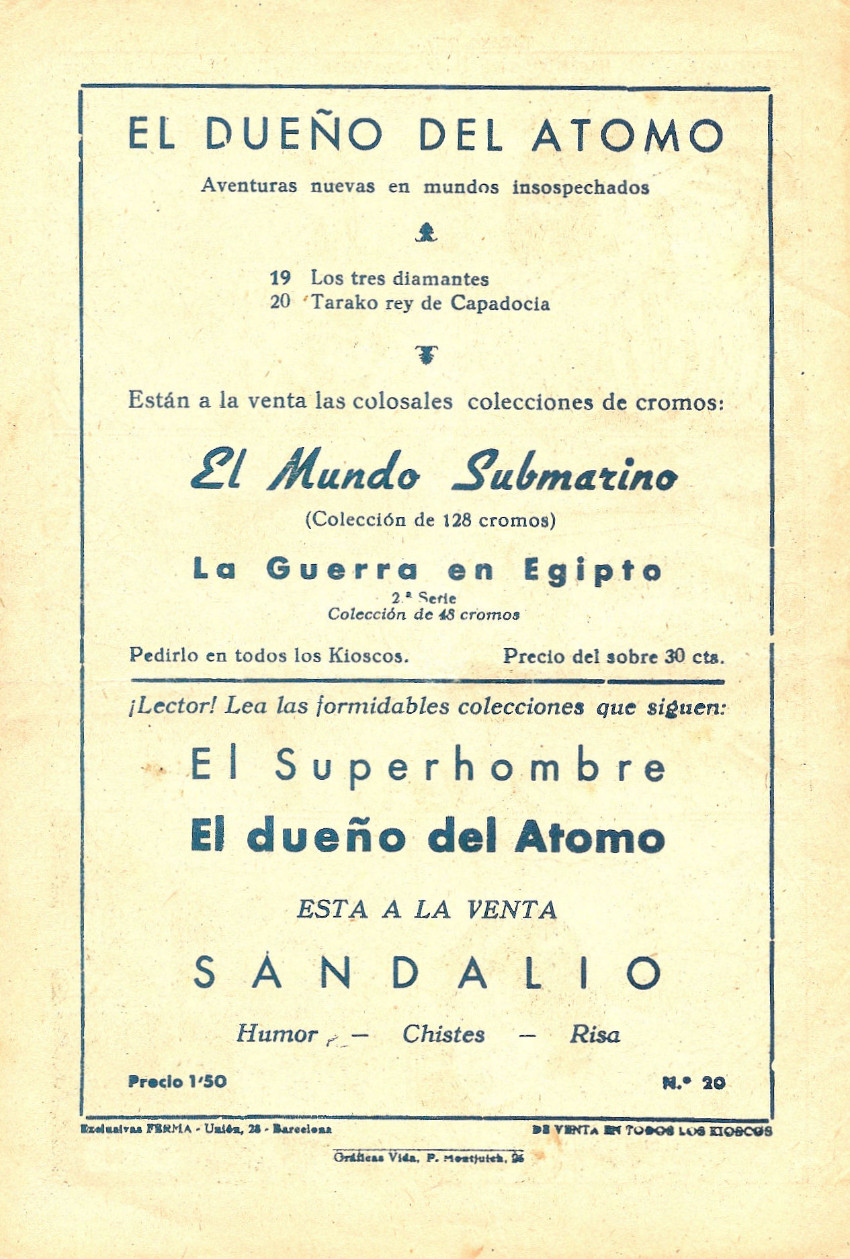 EL DUEÑO DEL ATOMO
Aventuras nuevas en mundos insospechados
19 Los tres diamantes
20 Tarako rey de Capadocia
Están a la venta las colosales colecciones de cromos:
El Mundo Submarino
(Colección de 128 cromos)
La Guerra en Egipto
2.ª Serie
Colección de 48 cromos
Pedirlo en todos los Kioscos. Precio del sobre 30 cts.
¡Lector! Lea las formidables colecciones que siguen:
El Superhombre
El dueño del Atomo
ESTA A LA VENTA
SANDALIO
Humor — Chistes — Risa
Precio 1'50 N.º 20
Exclusivas FERMA - Unión, 28 - Barcelona DE VENTA EN TODOS LOS KIOSCOS
Gráficas Vida, P. Montjuich,